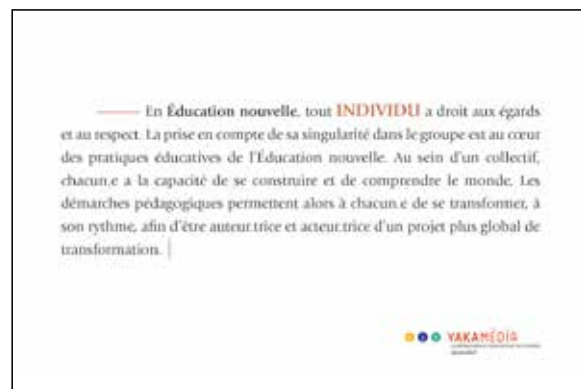 En Éducation nouvelle, tout INDIVIDU a droit aux égards
et au respect. La prise en compte de sa singularité dans le groupe est au cœur
des pratiques éducatives de l'Éducation nouvelle. Au sein d'un collectif,
chacun.e a la capacité de se construire et de comprendre le monde. Les
démarches pédagogiques permettent alors à chacun.e de se transformer, à
son rythme, afin d'être auteur.trice et acteur.trice d'un projet plus global de
transformation.
YAKAMÉDIA